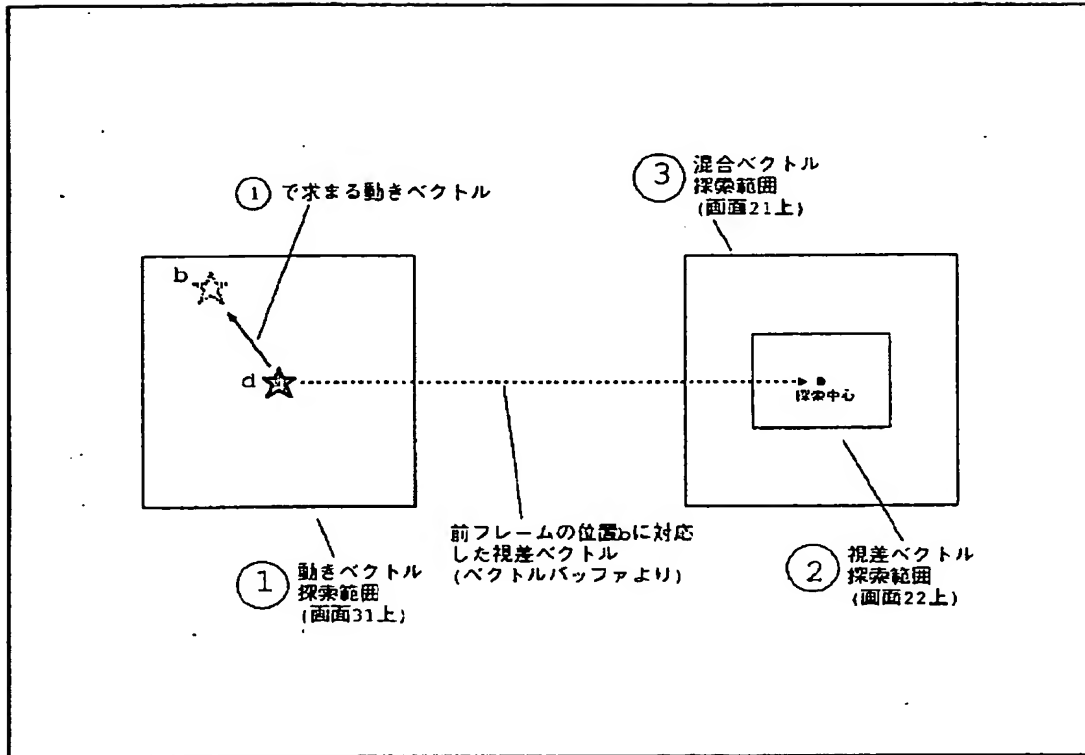 ① で求まる動きベクトル
③ 混合ベクトル
探索範囲
(画面21上)
b
d
探索中心
前フレームの位置bに対応
した視差ベクトル
(ベクトルバッファより)
① 動きベクトル
探索範囲
(画面31上)
② 視差ベクトル
探索範囲
(画面22上)